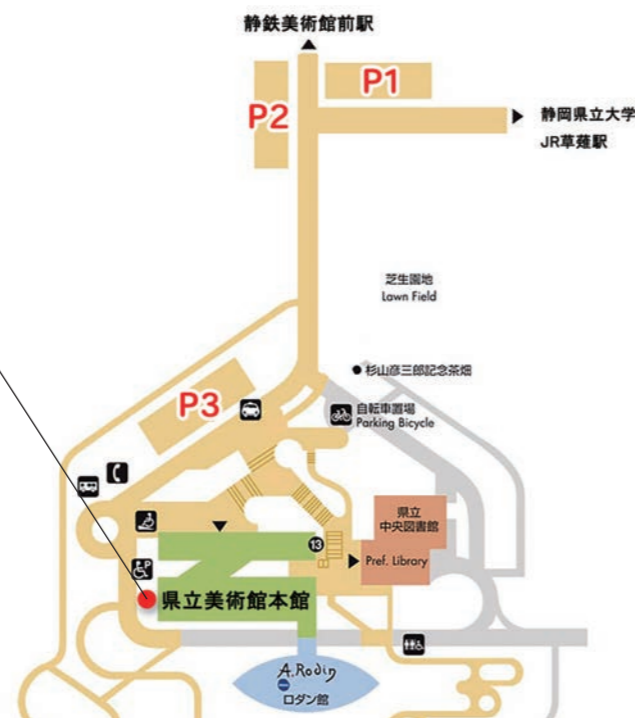 静鉄美術館前駅
P1
P2
静岡県立大学
JR草薙駅
芝生園地
Lawn Field
杉山彦三郎記念茶畑
P3
自転車置場
Parking Bicycle
県立
中央図書館
13
Pref. Library
P
県立美術館本館
A.Rodin
ロダン館